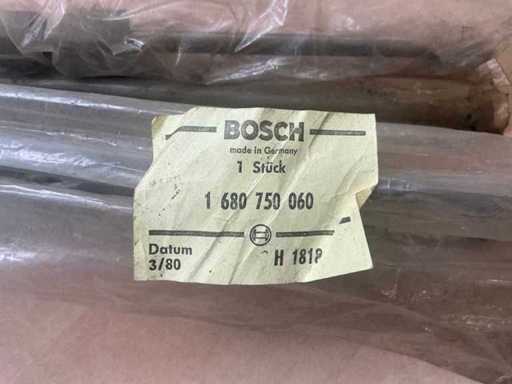 BOSCH
made in Germany
1 Stück
1 680 750 060
Datum
3/80 H 1818